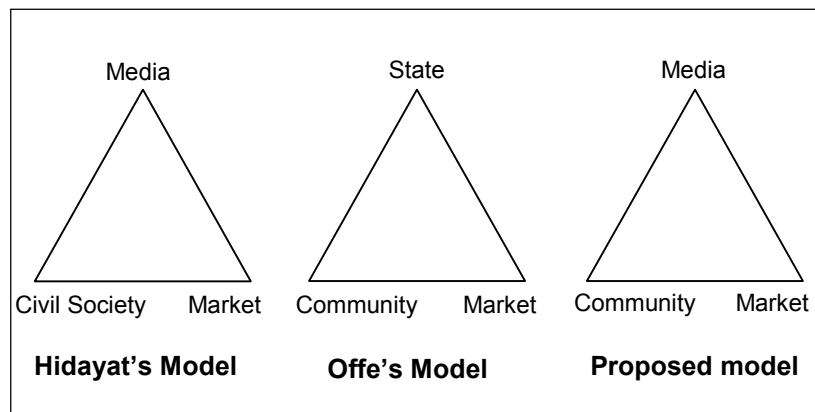 Media State Media
Civil Society Market Community Market Community Market
Hidayat's Model Offe's Model Proposed model